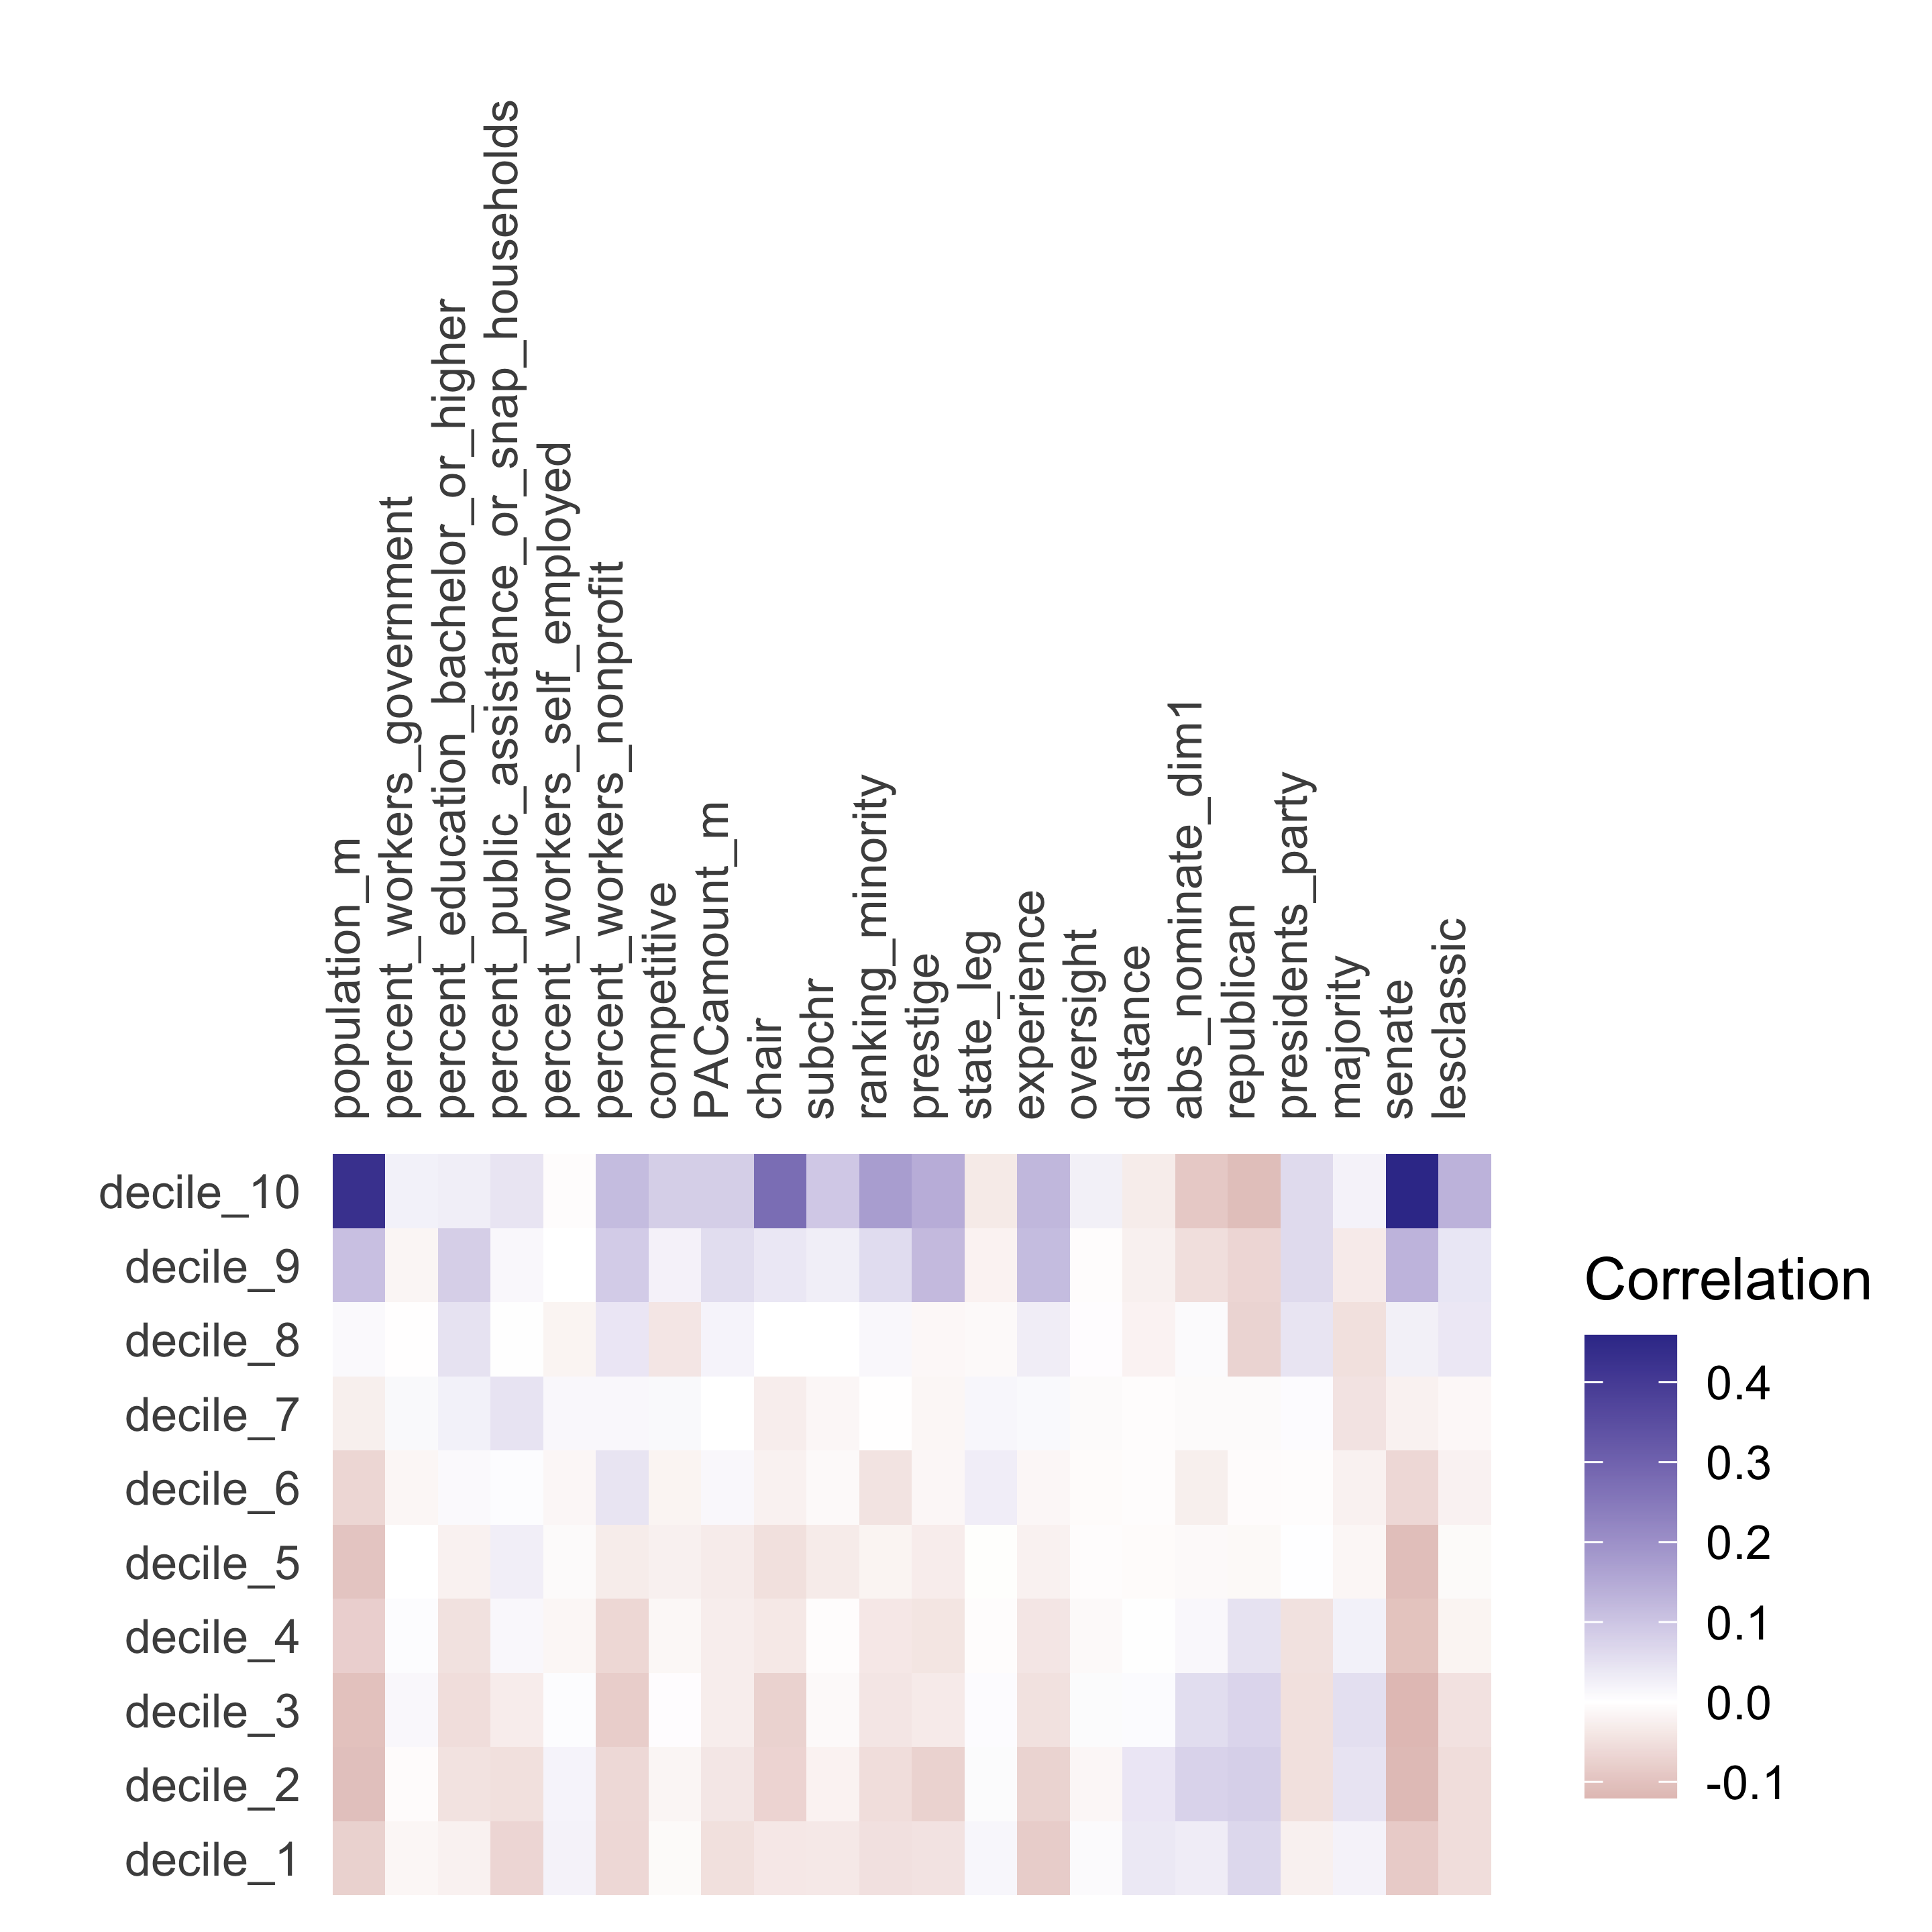 population_m
percent_workers_government
percent_education_bachelor_or_higher
percent_public_assistance_or_snap_households
percent_workers_self_employed
percent_workers_nonprofit
competitive
PACamount_m
chair
subchr
ranking_minority
prestige
state_leg
experience
oversight
distance
abs_nominate_dim1
republican
presidents_party
majority
senate
lesclassic
decile_10
decile_9
decile_8
decile_7
decile_6
decile_5
decile_4
decile_3
decile_2
decile_1
Correlation
0.4
0.3
0.2
0.1
0.0
-0.1